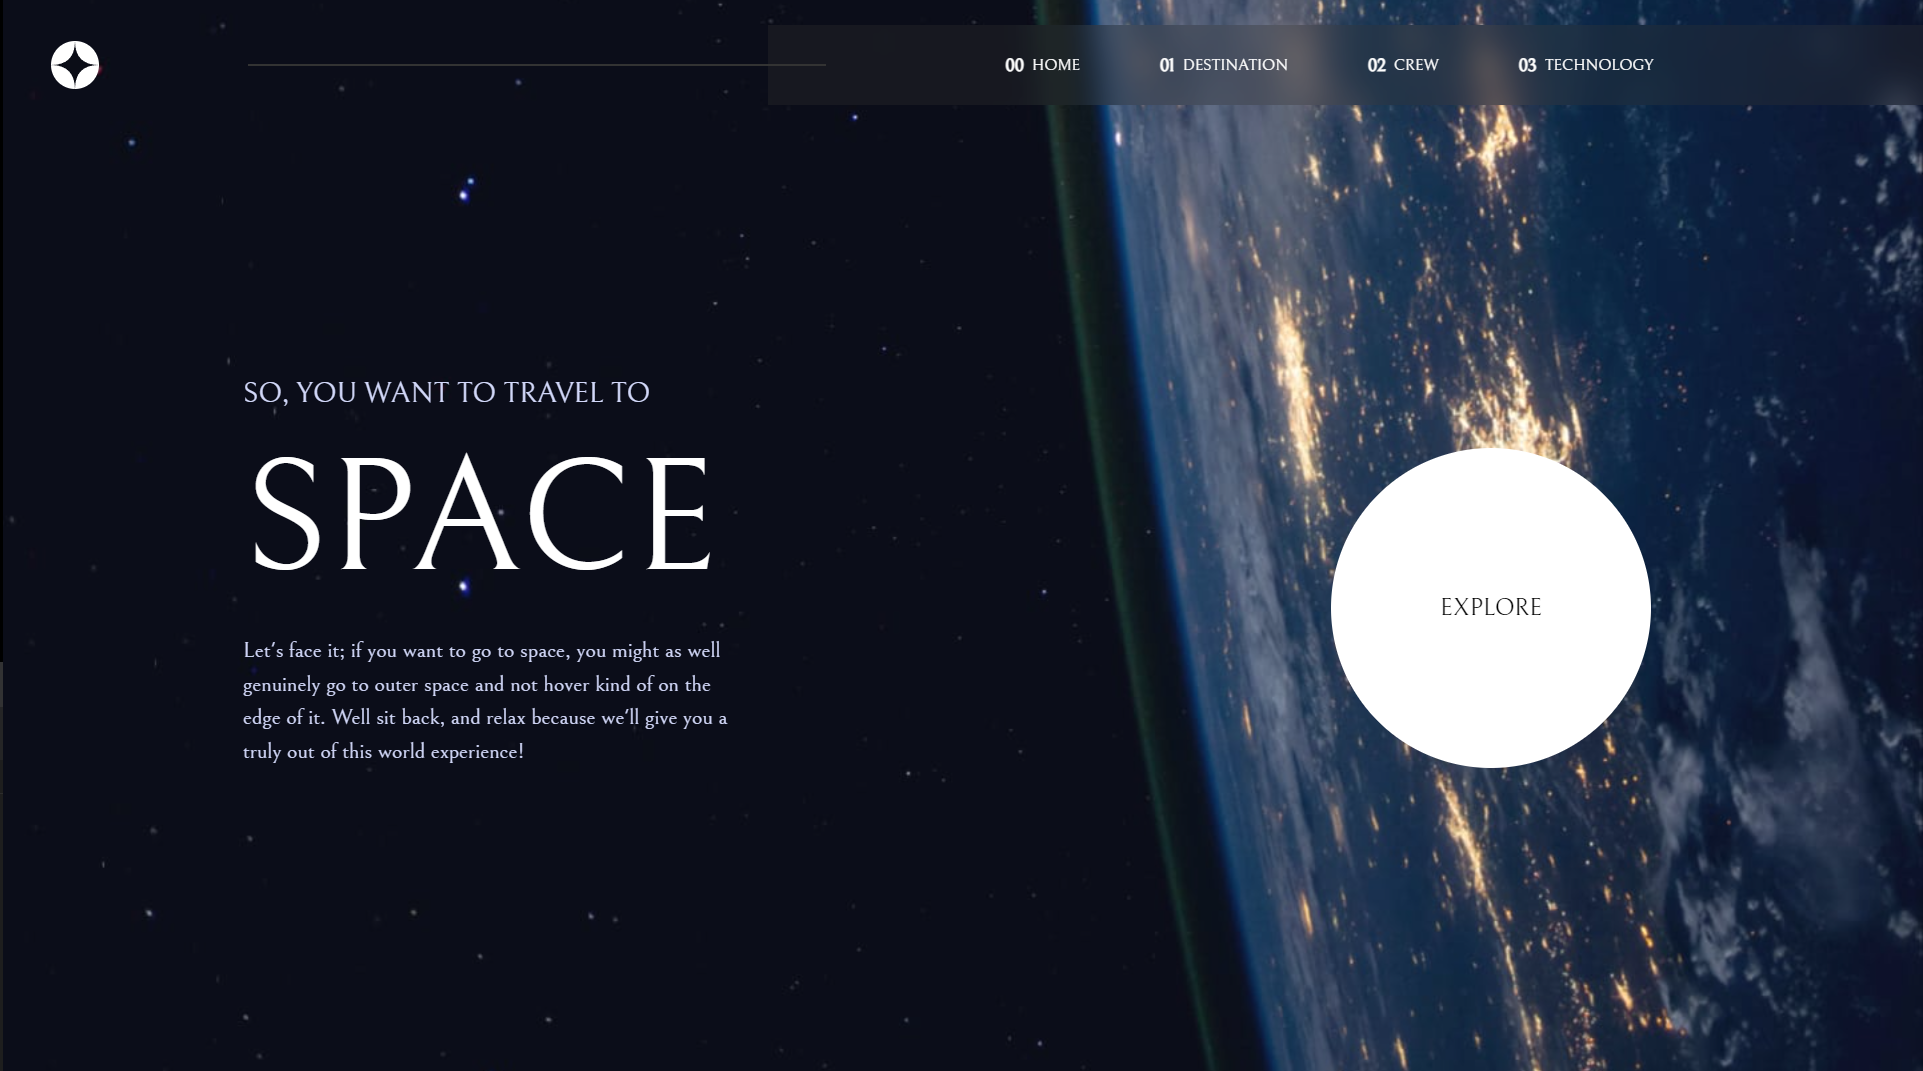 00 HOME 01 DESTINATION 02 CREW 03 TECHNOLOGY
SO, YOU WANT TO TRAVEL TO
SPACE
Let's face it; if you want to go to space, you might as well
genuinely go to outer space and not hover kind of on the
edge of it. Well sit back, and relax because we'll give you a
truly out of this world experience!
EXPLORE